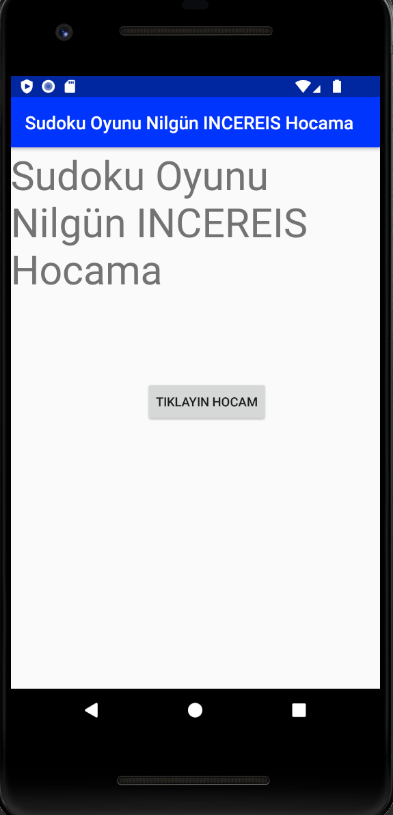 Sudoku Oyunu Nilgün INCEREIS Hocama
Sudoku Oyunu
Nilgün INCEREIS
Hocama
TIKLAYIN HOCAM